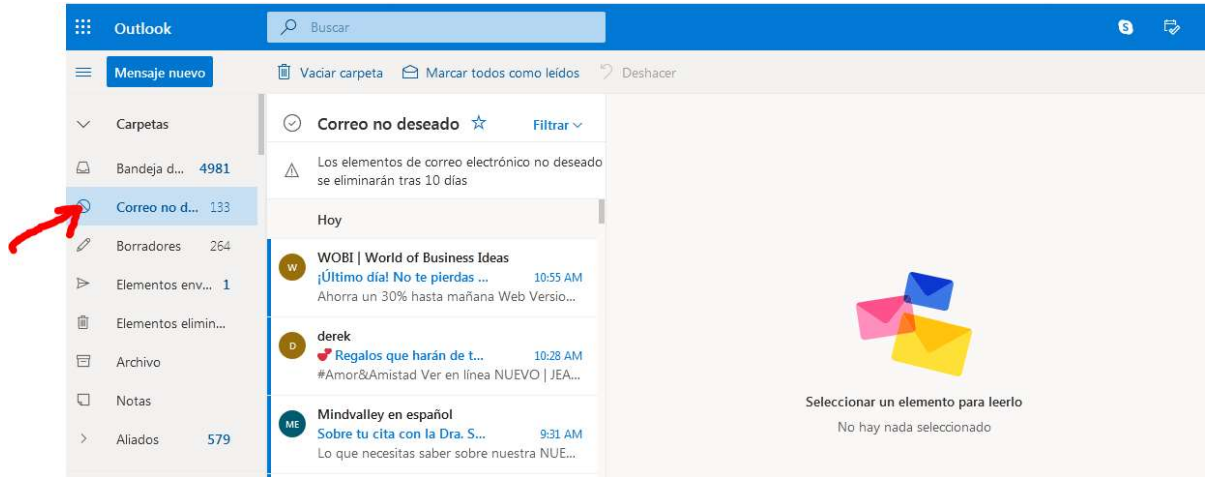 Outlook
Buscar
Mensaje nuevo
Vaciar carpeta
Marcar todos como leídos
Deshacer
Carpetas
Bandeja d... 4981
Correo no d... 133
Borradores 264
Elementos env... 1
Elementos elimin...
Archivo
Notas
Aliados 579
Correo no deseado
Filtrar
Los elementos de correo electrónico no deseado
se eliminarán tras 10 días
Hoy
W
WOBI | World of Business Ideas
¡Último día! No te pierdas ... 10:55 AM
Ahorra un 30% hasta mañana Web Versio...
D
derek
💕 Regalos que harán de t... 10:28 AM
#Amor&Amistad Ver en línea NUEVO | JEA...
ME
Mindvalley en español
Sobre tu cita con la Dra. S... 9:31 AM
Lo que necesitas saber sobre nuestra NUE...
Seleccionar un elemento para leerlo
No hay nada seleccionado